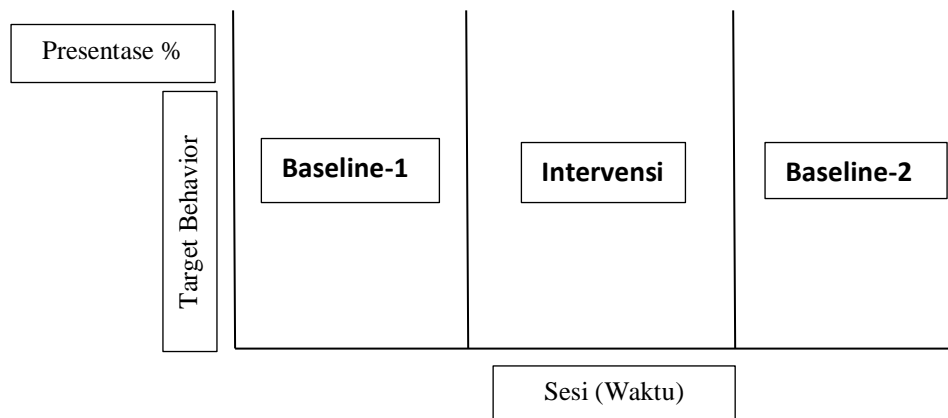 Presentase %
Target Behavior
Baseline-1
Intervensi
Baseline-2
Sesi (Waktu)